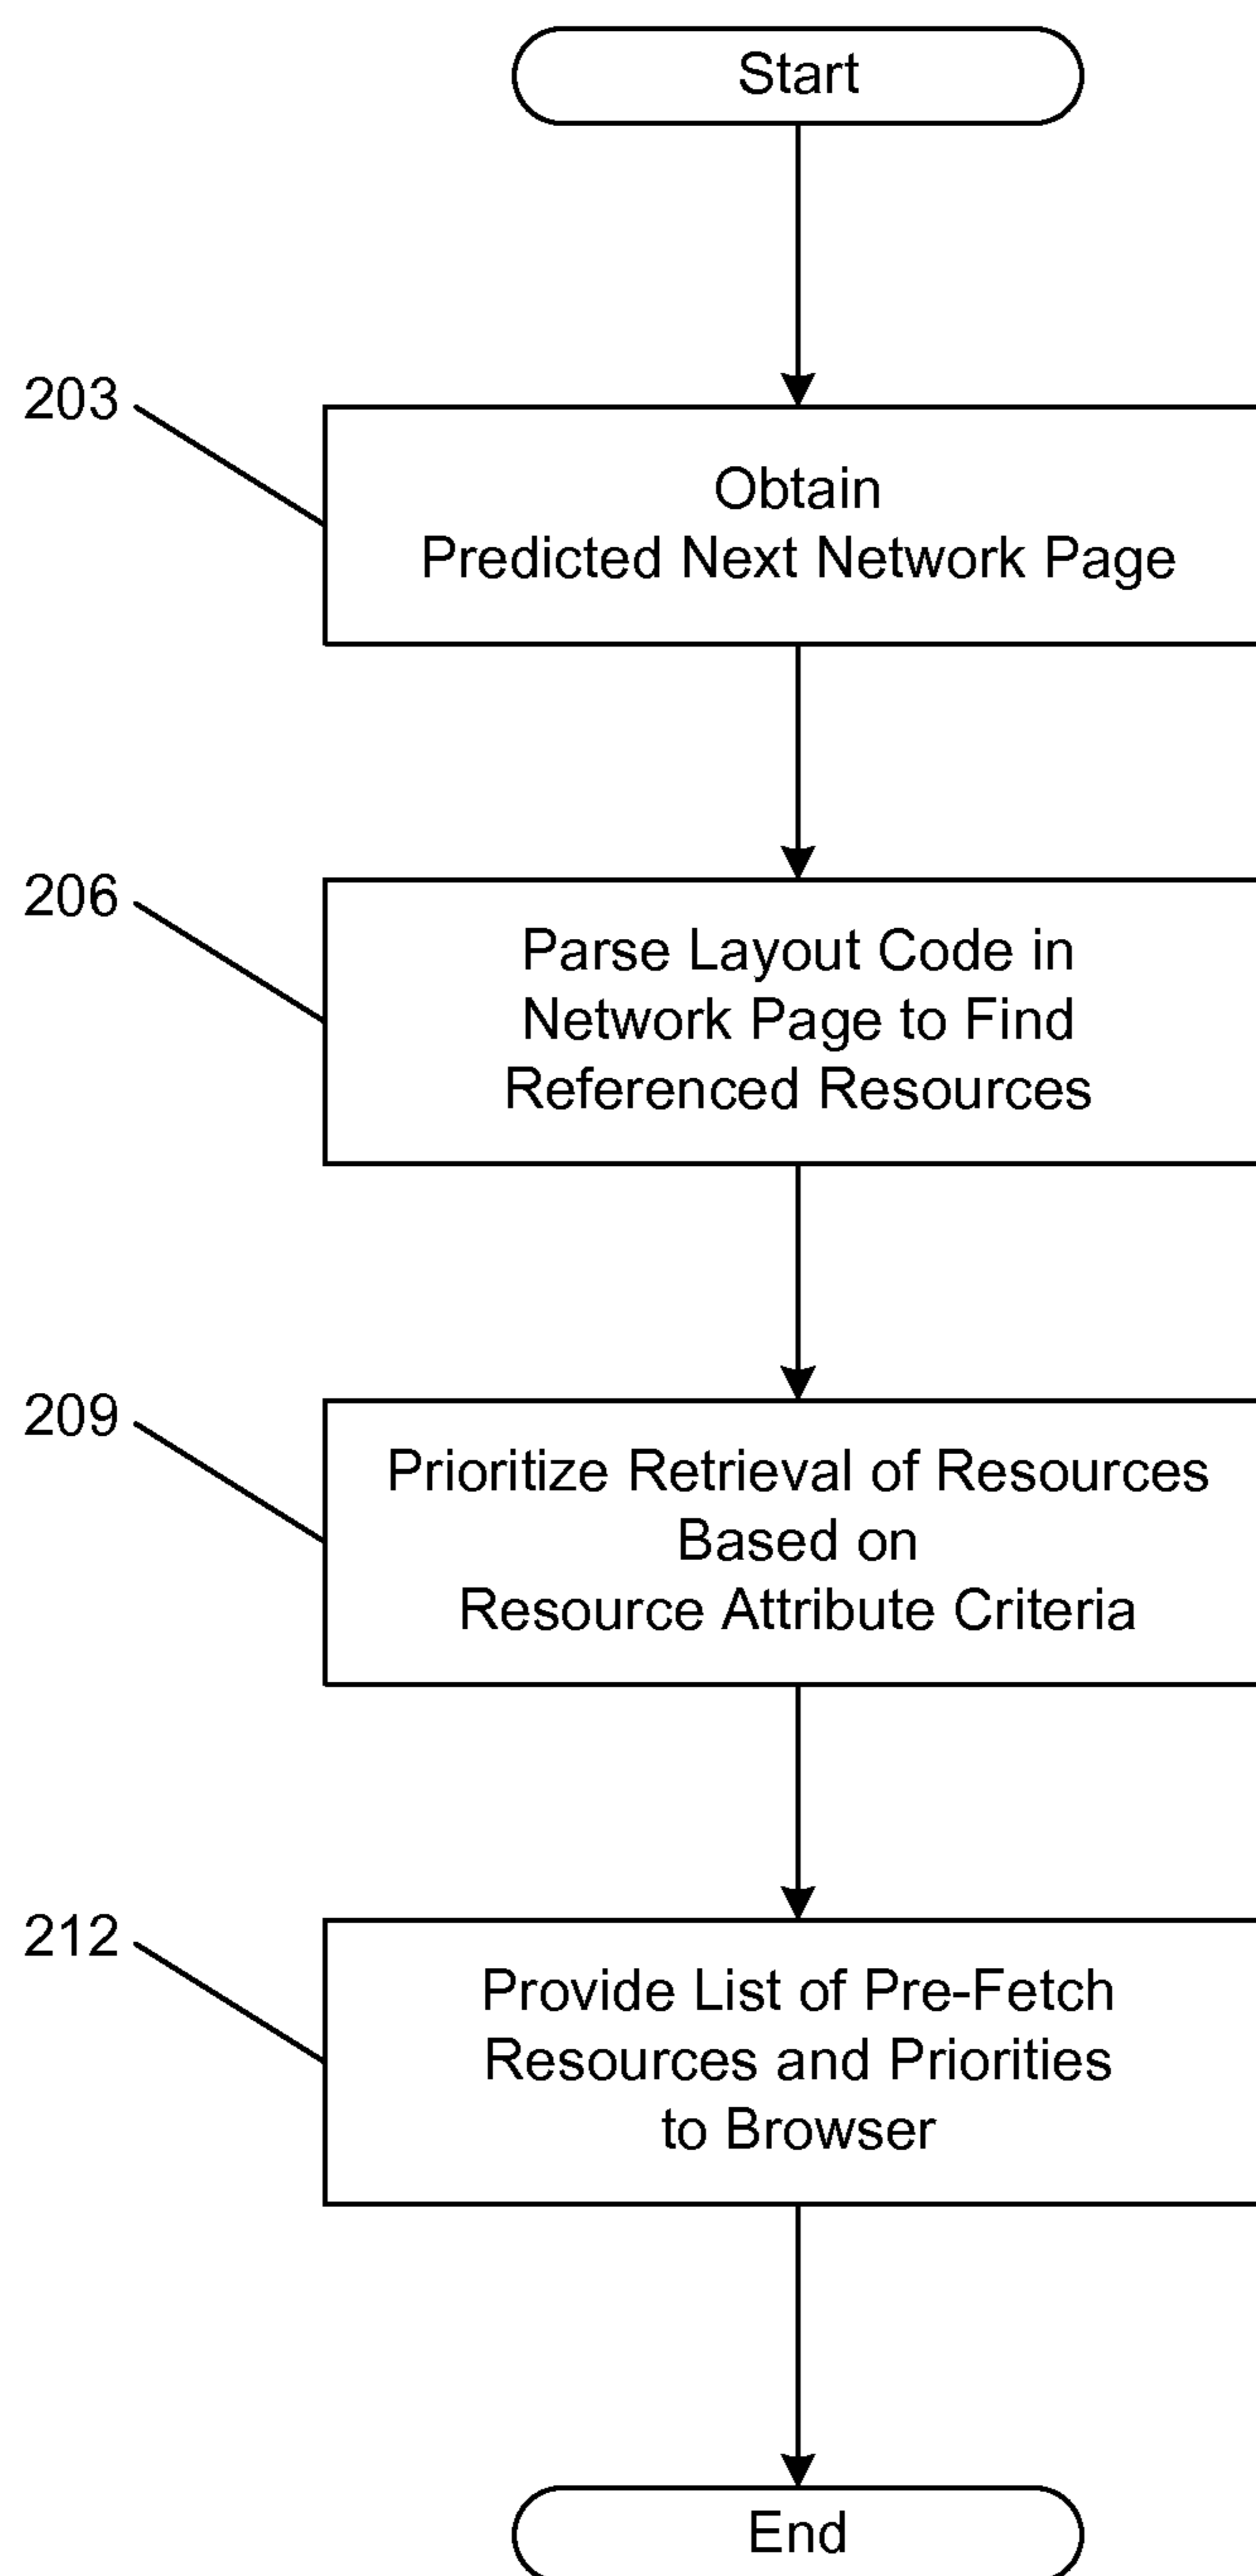 Start
203
Obtain
Predicted Next Network Page
206
Parse Layout Code in
Network Page to Find
Referenced Resources
209
Prioritize Retrieval of Resources
Based on
Resource Attribute Criteria
212
Provide List of Pre-Fetch
Resources and Priorities
to Browser
End